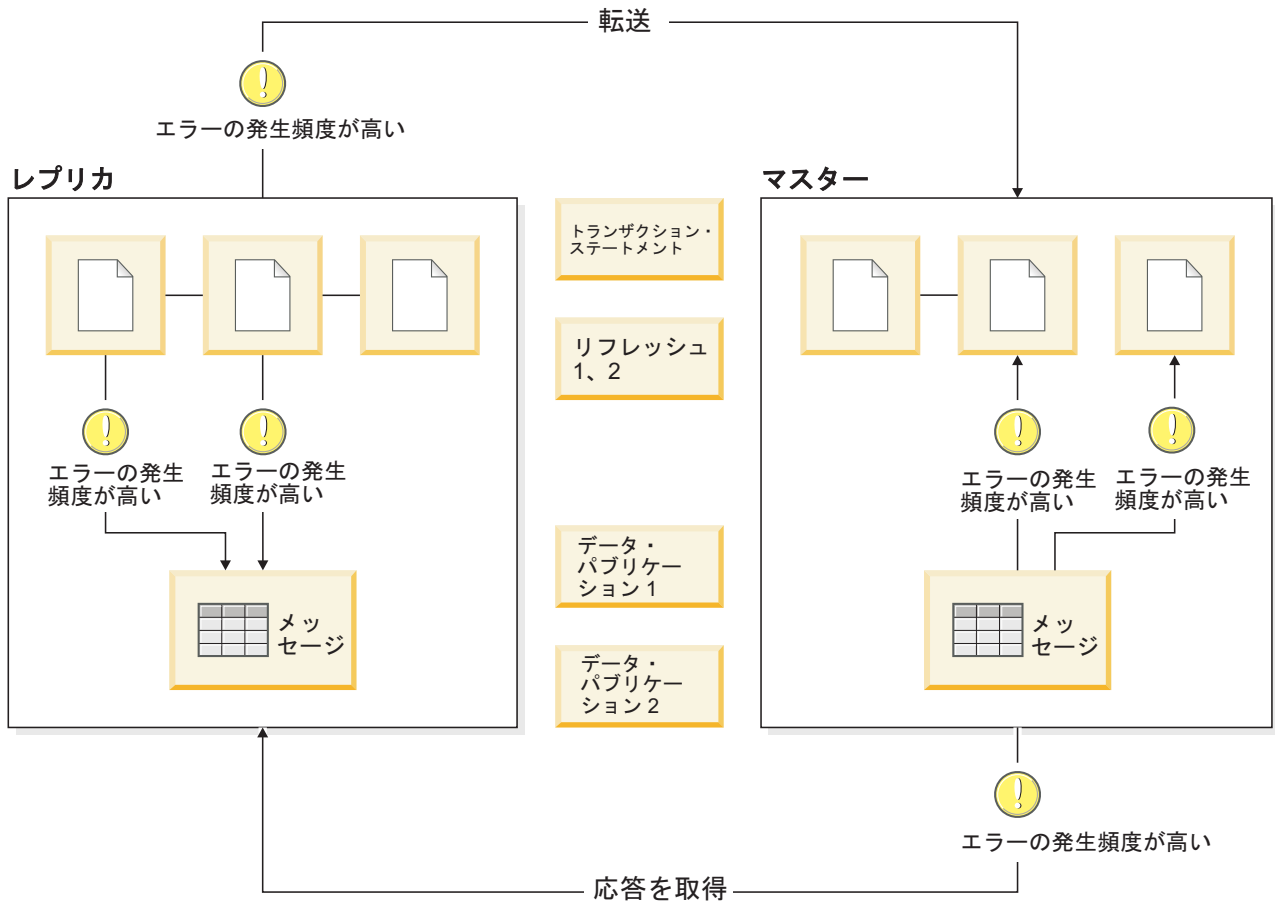 転送
エラーの発生頻度が高い
レプリカ
マスター
トランザクション・
ステートメント
リフレッシュ
1、2
エラーの発生
頻度が高い
エラーの発生
頻度が高い
エラーの発生
頻度が高い
エラーの発生
頻度が高い
データ・
パブリケー
ション 1
メッ
セージ
メッ
セージ
データ・
パブリケー
ション 2
エラーの発生頻度が高い
応答を取得